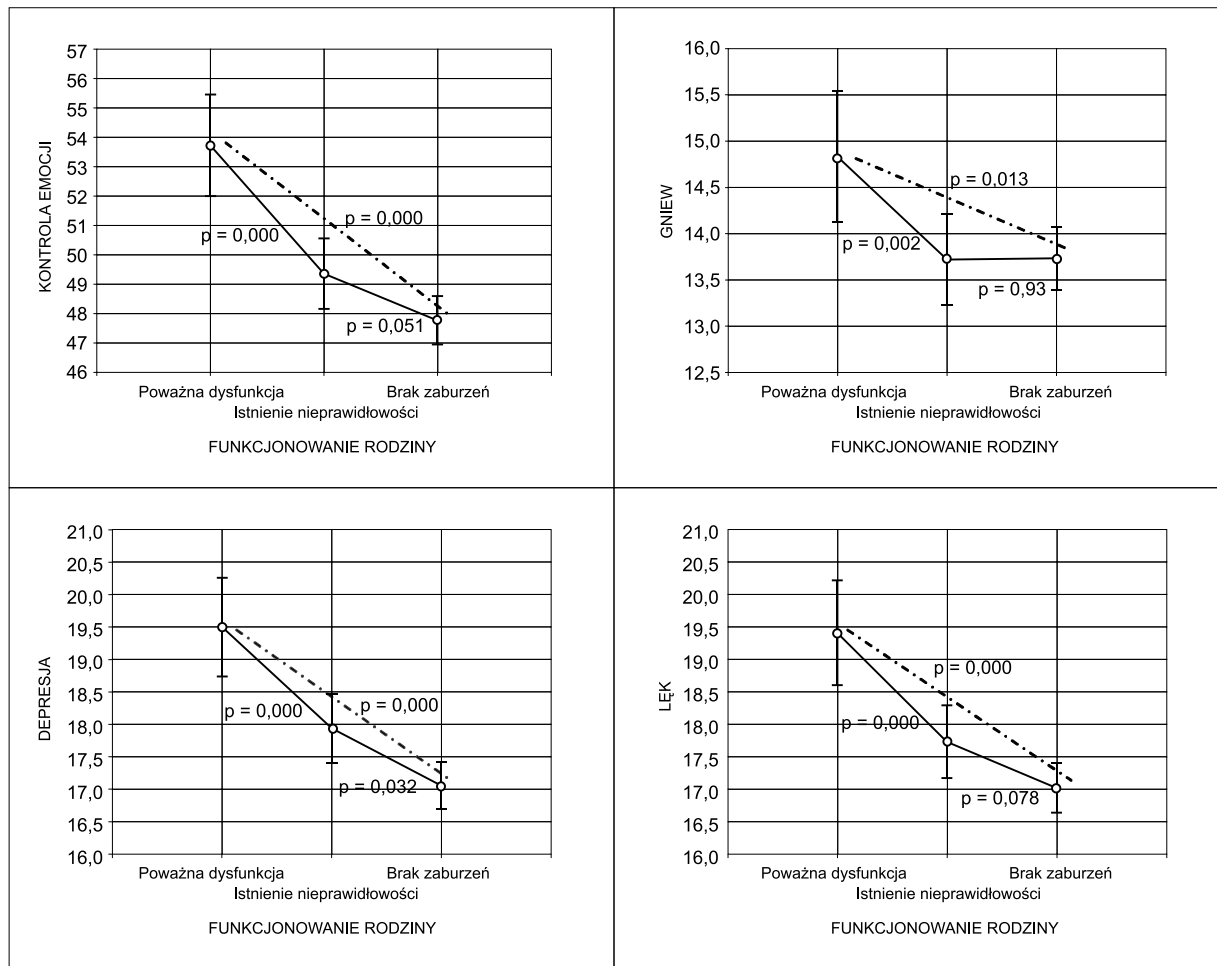 57
56
55
54
53
52
51
50
49
48
47
46
KONTROLA EMOCJI
p = 0,000
p = 0,000
p = 0,051
Poważna dysfunkcja
Brak zaburzeń
Istnienie nieprawidłowości
FUNKCJONOWANIE RODZINY
16,0
15,5
15,0
14,5
14,0
13,5
13,0
12,5
GNIEW
p = 0,013
p = 0,002
p = 0,93
Poważna dysfunkcja
Brak zaburzeń
Istnienie nieprawidłowości
FUNKCJONOWANIE RODZINY
21,0
20,5
20,0
19,5
19,0
18,5
18,0
17,5
17,0
16,5
16,0
DEPRESJA
p = 0,000
p = 0,000
p = 0,032
Poważna dysfunkcja
Brak zaburzeń
Istnienie nieprawidłowości
FUNKCJONOWANIE RODZINY
21,0
20,5
20,0
19,5
19,0
18,5
18,0
17,5
17,0
16,5
16,0
LĘK
p = 0,000
p = 0,000
p = 0,078
Poważna dysfunkcja
Brak zaburzeń
Istnienie nieprawidłowości
FUNKCJONOWANIE RODZINY